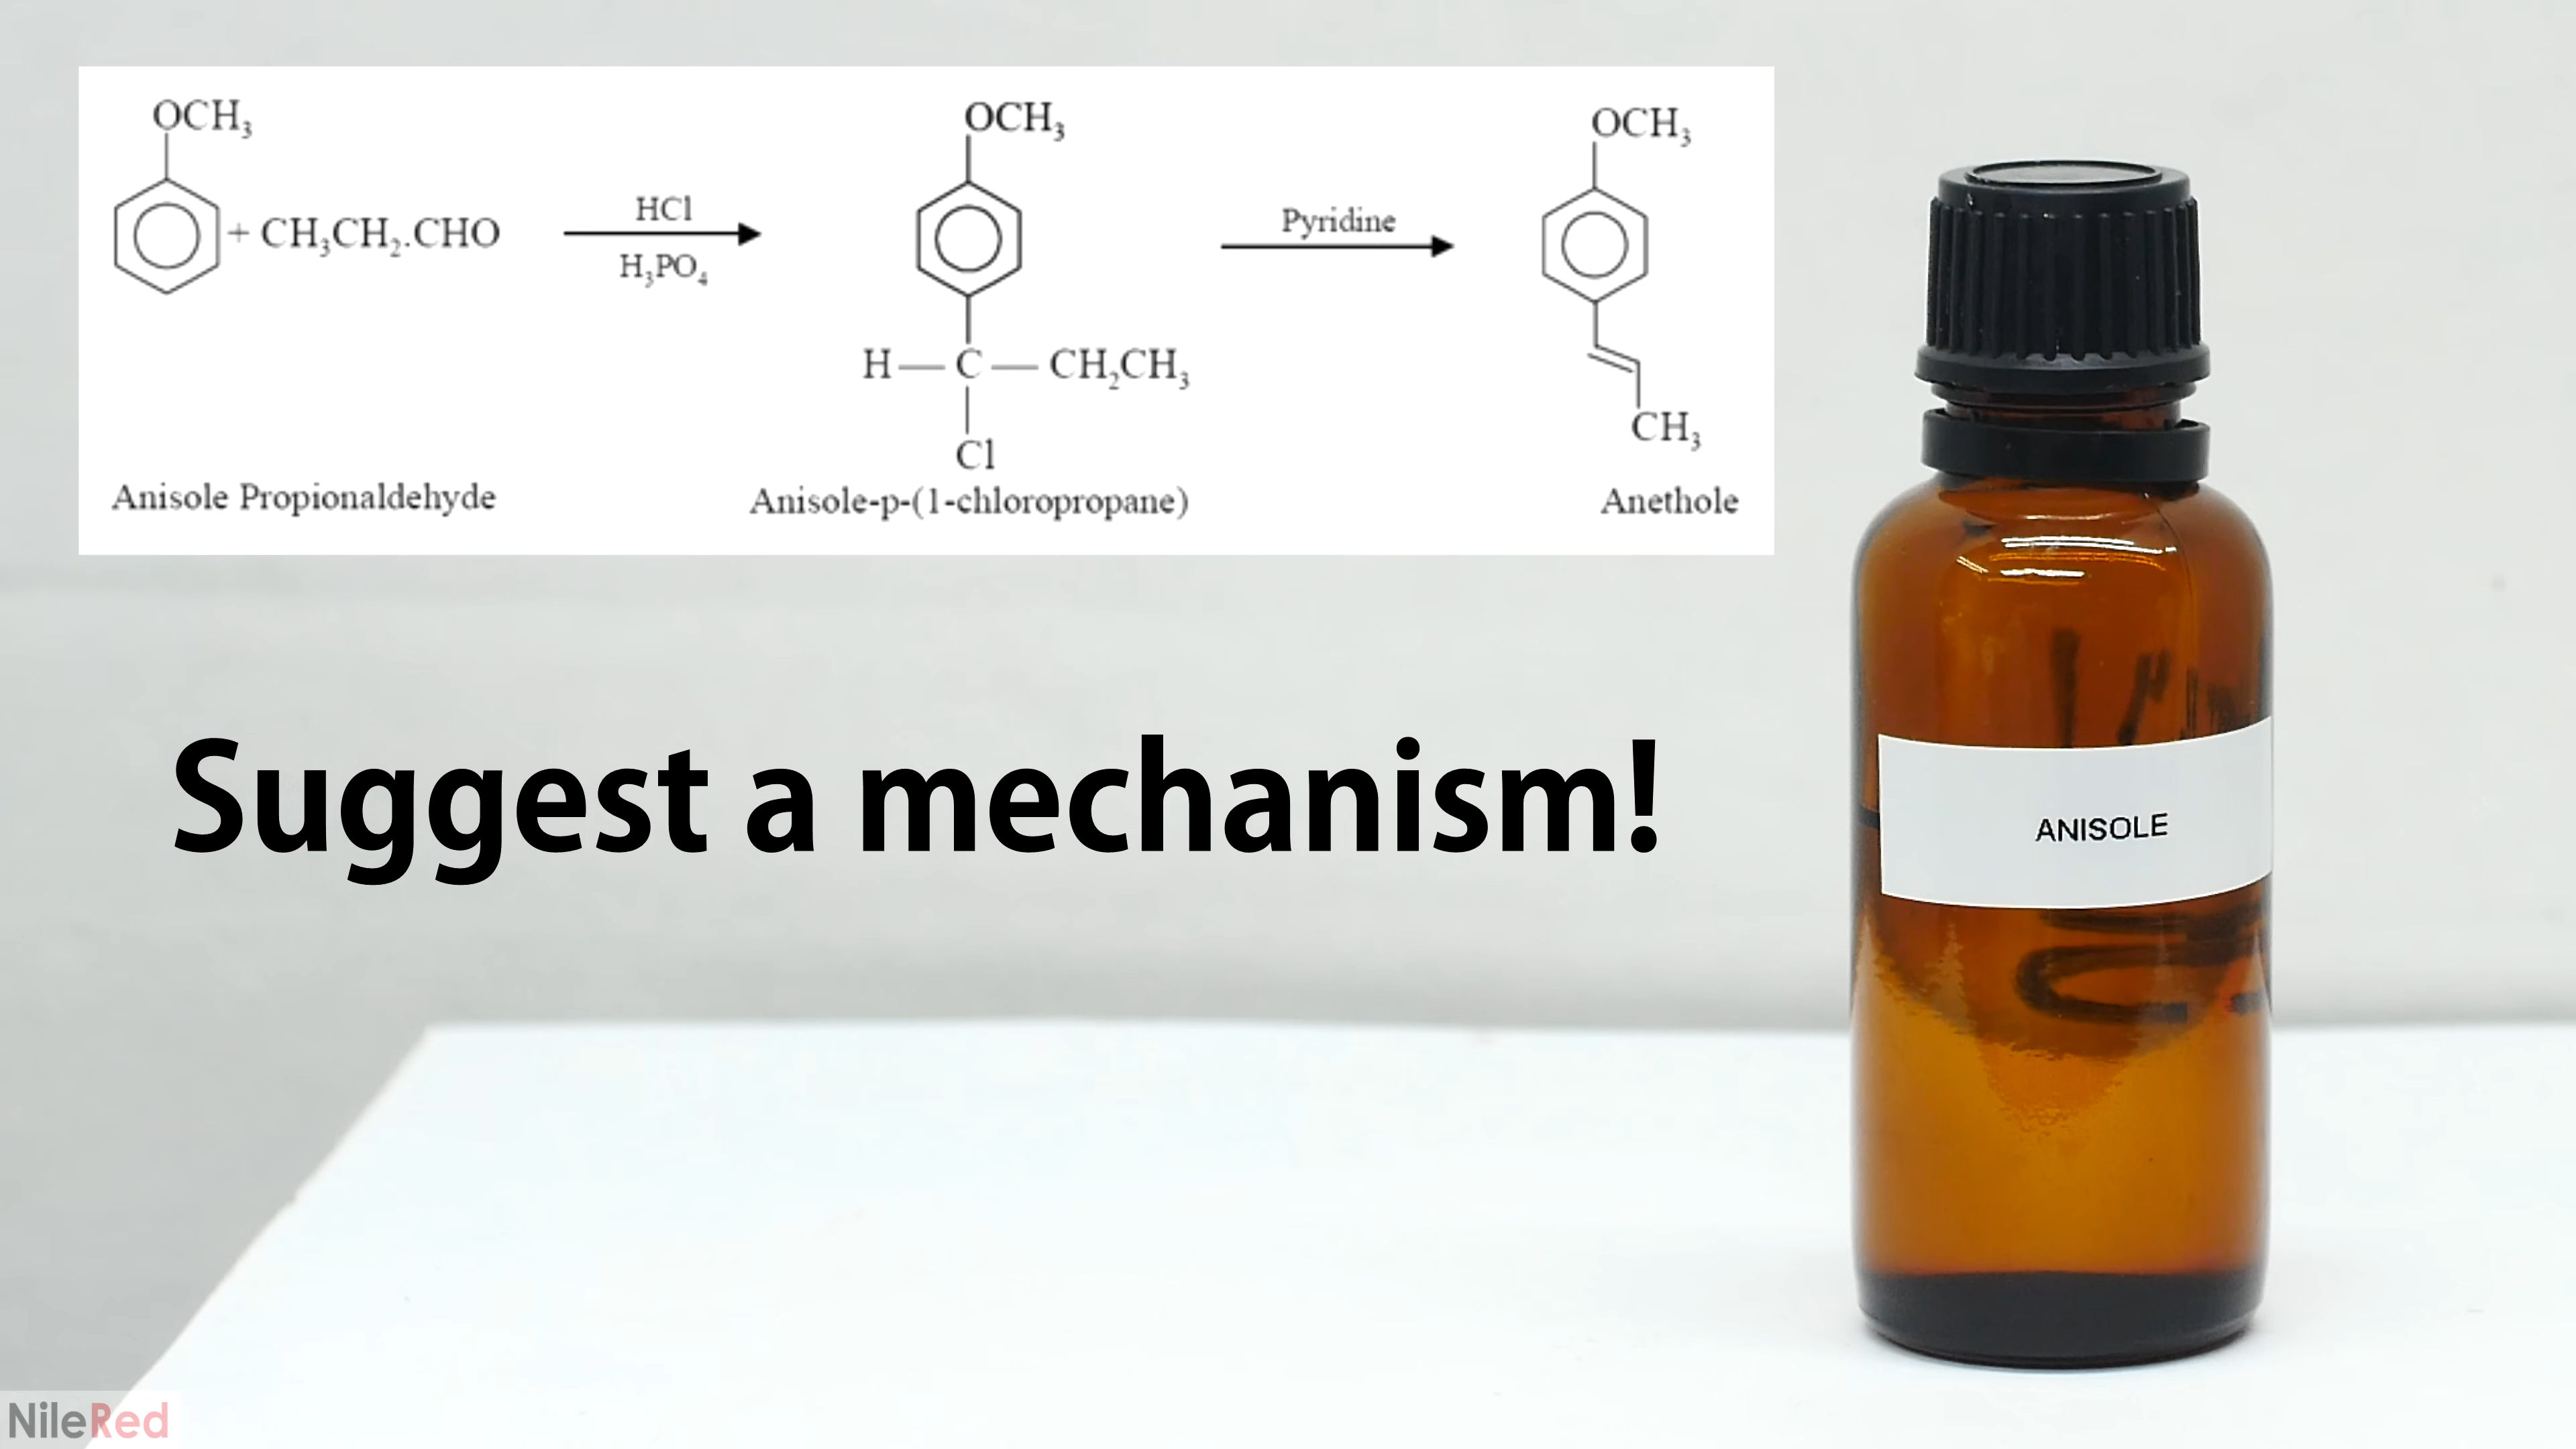 OCH₃ OCH₃ OCH₃
+ CH₃CH₂.CHO HCl Pyridine
H₃PO₄
H — C — CH₂CH₃
Cl CH₃
Anisole Propionaldehyde Anisole-p-(1-chloropropane) Anethole
Suggest a mechanism!
ANISOLE
NileRed